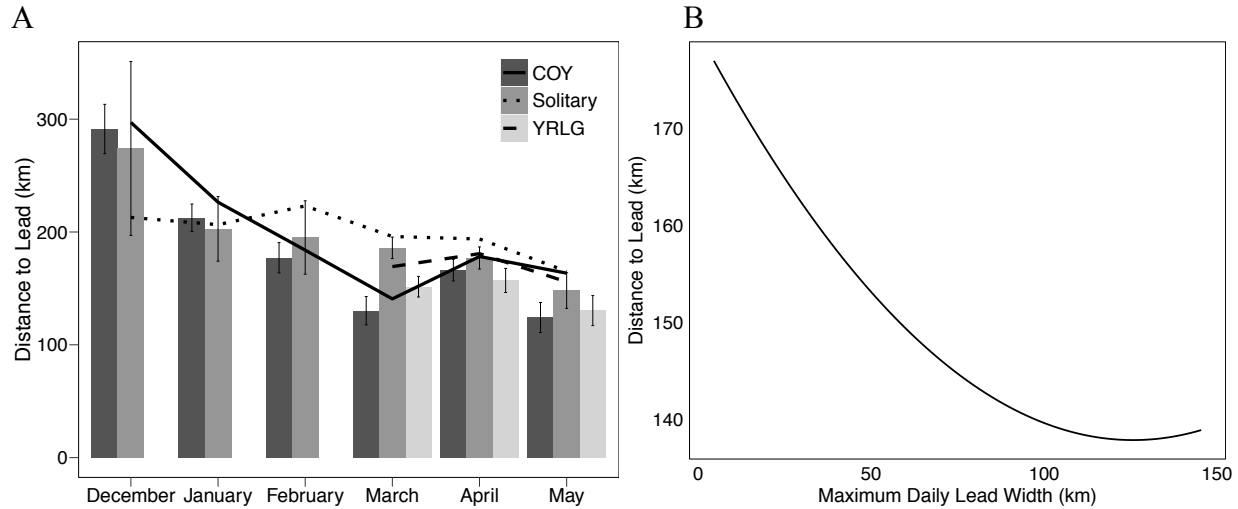 A
Distance to Lead (km)
300
200
100
0
COY
Solitary
YRLG
December January February March April May
B
Distance to Lead (km)
170
160
150
140
0 50 100 150
Maximum Daily Lead Width (km)